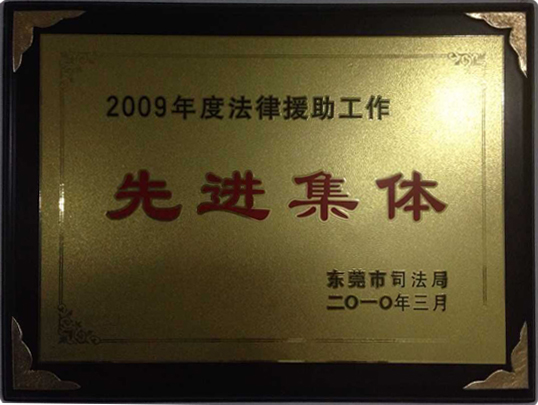 2009年度法律援助工作
先进集体
东莞市司法局
二〇一〇年三月